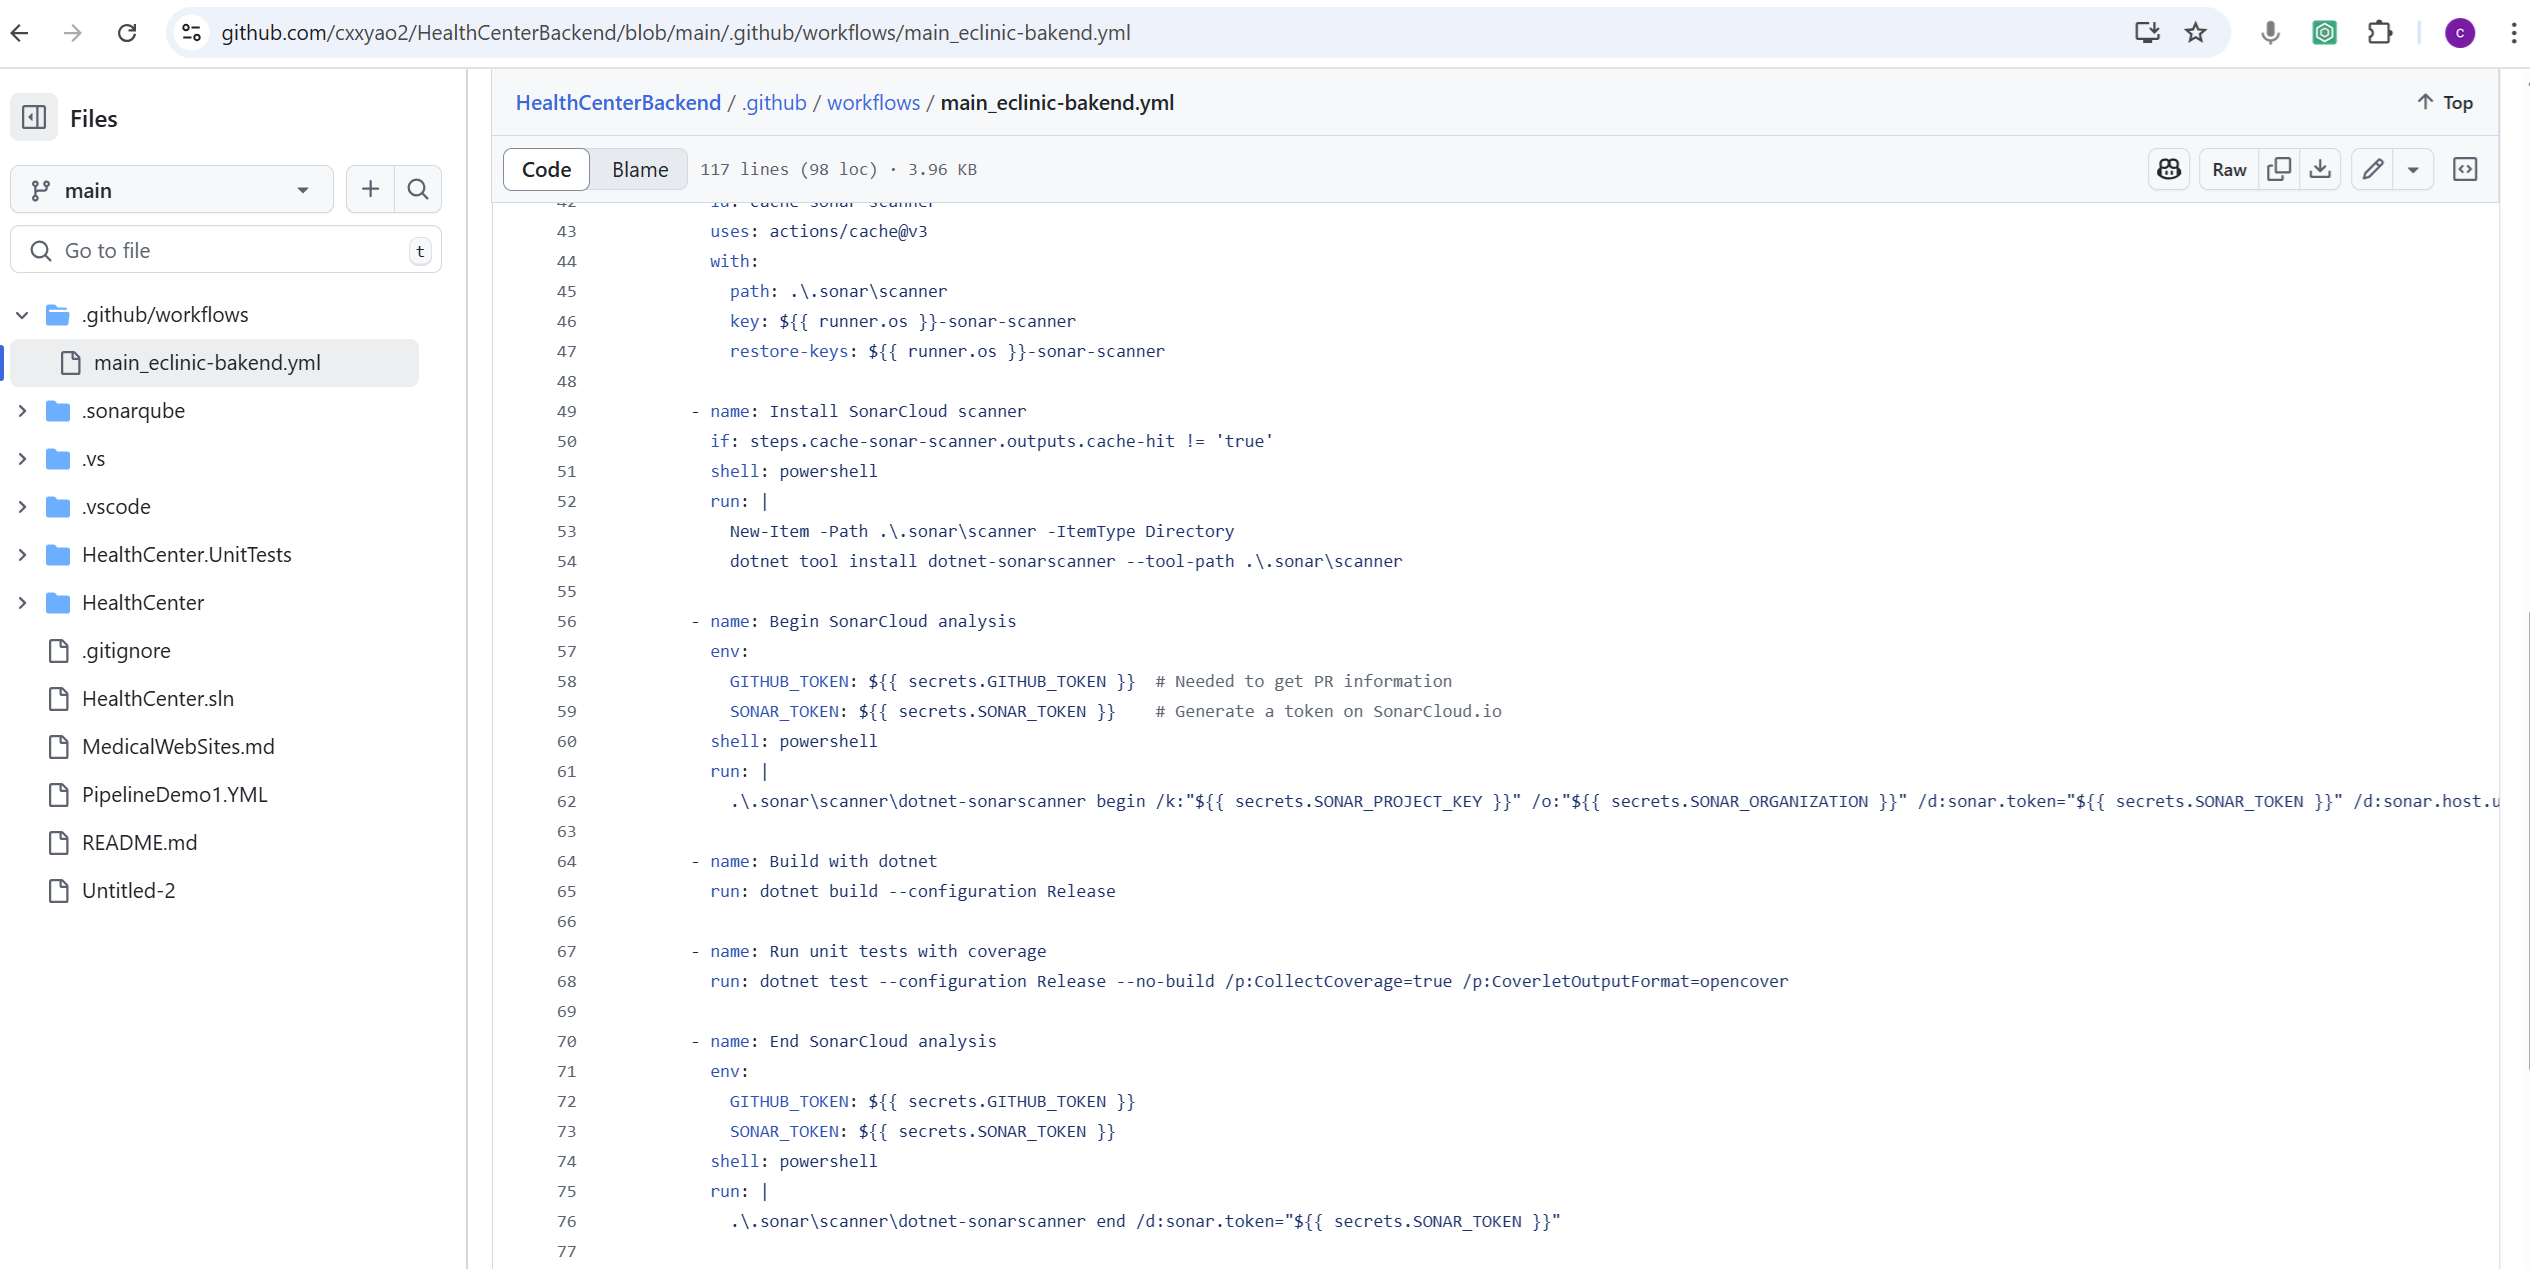 github.com/cxxyao2/HealthCenterBackend/blob/main/.github/workflows/main_eclinic-bakend.yml
c
Files
main
Go to file
t
.github/workflows
main_eclinic-bakend.yml
.sonarqube
.vs
.vscode
HealthCenter.UnitTests
HealthCenter
.gitignore
HealthCenter.sln
MedicalWebSites.md
PipelineDemo1.YML
README.md
Untitled-2
HealthCenterBackend / .github / workflows / main_eclinic-bakend.yml
Top
Code Blame 117 lines (98 loc) · 3.96 KB
Raw
42 id: cache-sonar-scanner
43 uses: actions/cache@v3
44 with:
45 path: .\.sonar\scanner
46 key: ${{ runner.os }}-sonar-scanner
47 restore-keys: ${{ runner.os }}-sonar-scanner
48
49 - name: Install SonarCloud scanner
50 if: steps.cache-sonar-scanner.outputs.cache-hit != 'true'
51 shell: powershell
52 run: |
53 New-Item -Path .\.sonar\scanner -ItemType Directory
54 dotnet tool install dotnet-sonarscanner --tool-path .\.sonar\scanner
55
56 - name: Begin SonarCloud analysis
57 env:
58 GITHUB_TOKEN: ${{ secrets.GITHUB_TOKEN }} # Needed to get PR information
59 SONAR_TOKEN: ${{ secrets.SONAR_TOKEN }} # Generate a token on SonarCloud.io
60 shell: powershell
61 run: |
62 .\.sonar\scanner\dotnet-sonarscanner begin /k:"${{ secrets.SONAR_PROJECT_KEY }}" /o:"${{ secrets.SONAR_ORGANIZATION }}" /d:sonar.token="${{ secrets.SONAR_TOKEN }}" /d:sonar.host.u
63
64 - name: Build with dotnet
65 run: dotnet build --configuration Release
66
67 - name: Run unit tests with coverage
68 run: dotnet test --configuration Release --no-build /p:CollectCoverage=true /p:CoverletOutputFormat=opencover
69
70 - name: End SonarCloud analysis
71 env:
72 GITHUB_TOKEN: ${{ secrets.GITHUB_TOKEN }}
73 SONAR_TOKEN: ${{ secrets.SONAR_TOKEN }}
74 shell: powershell
75 run: |
76 .\.sonar\scanner\dotnet-sonarscanner end /d:sonar.token="${{ secrets.SONAR_TOKEN }}"
77